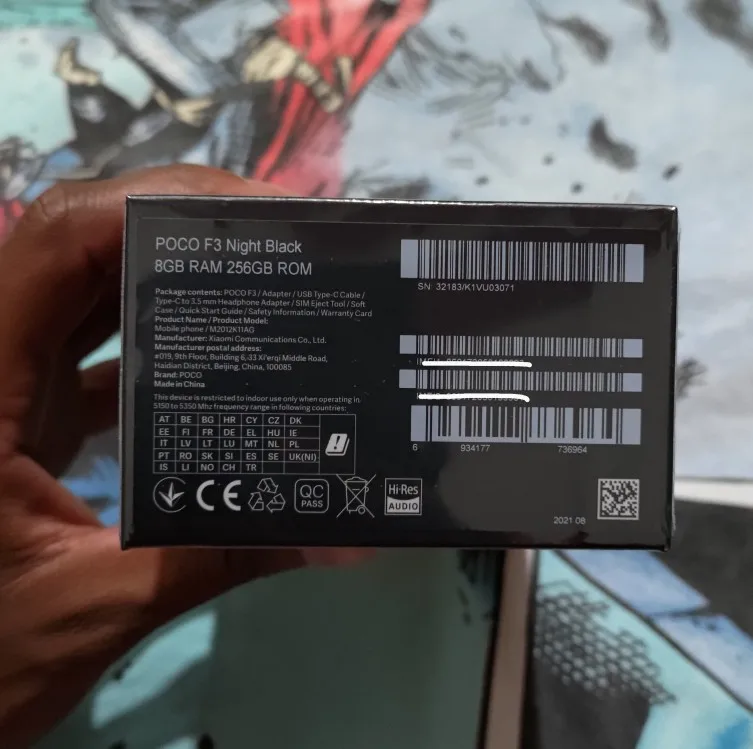 POCO F3 Night Black
8GB RAM 256GB ROM
Package contents: POCO F3 / Adapter / USB Type-C Cable /
Type-C to 3.5 mm Headphone Adapter / SIM Eject Tool / Soft
Case / Quick Start Guide / Safety Information / Warranty Card
Product Name / Product Model:
Mobile phone / M2012K11AG
Manufacturer: Xiaomi Communications Co., Ltd.
Manufacturer postal address:
#019, 9th Floor, Building 6, 33 Xi'erqi Middle Road,
Haidian District, Beijing, China, 100085
Brand: POCO
Made in China
This device is restricted to indoor use only when operating in
5150 to 5350 Mhz frequency range in following countries:
AT BE BG HR CY CZ DK
EE FI FR DE EL HU IE
IT LV LT LU MT NL PL
PT RO SK SI ES SE UK(NI)
IS LI NO CH TR
CE
QC
PASS
Hi-Res
AUDIO
SN 32183/K1VU03071
6 934177 736964
2021 08